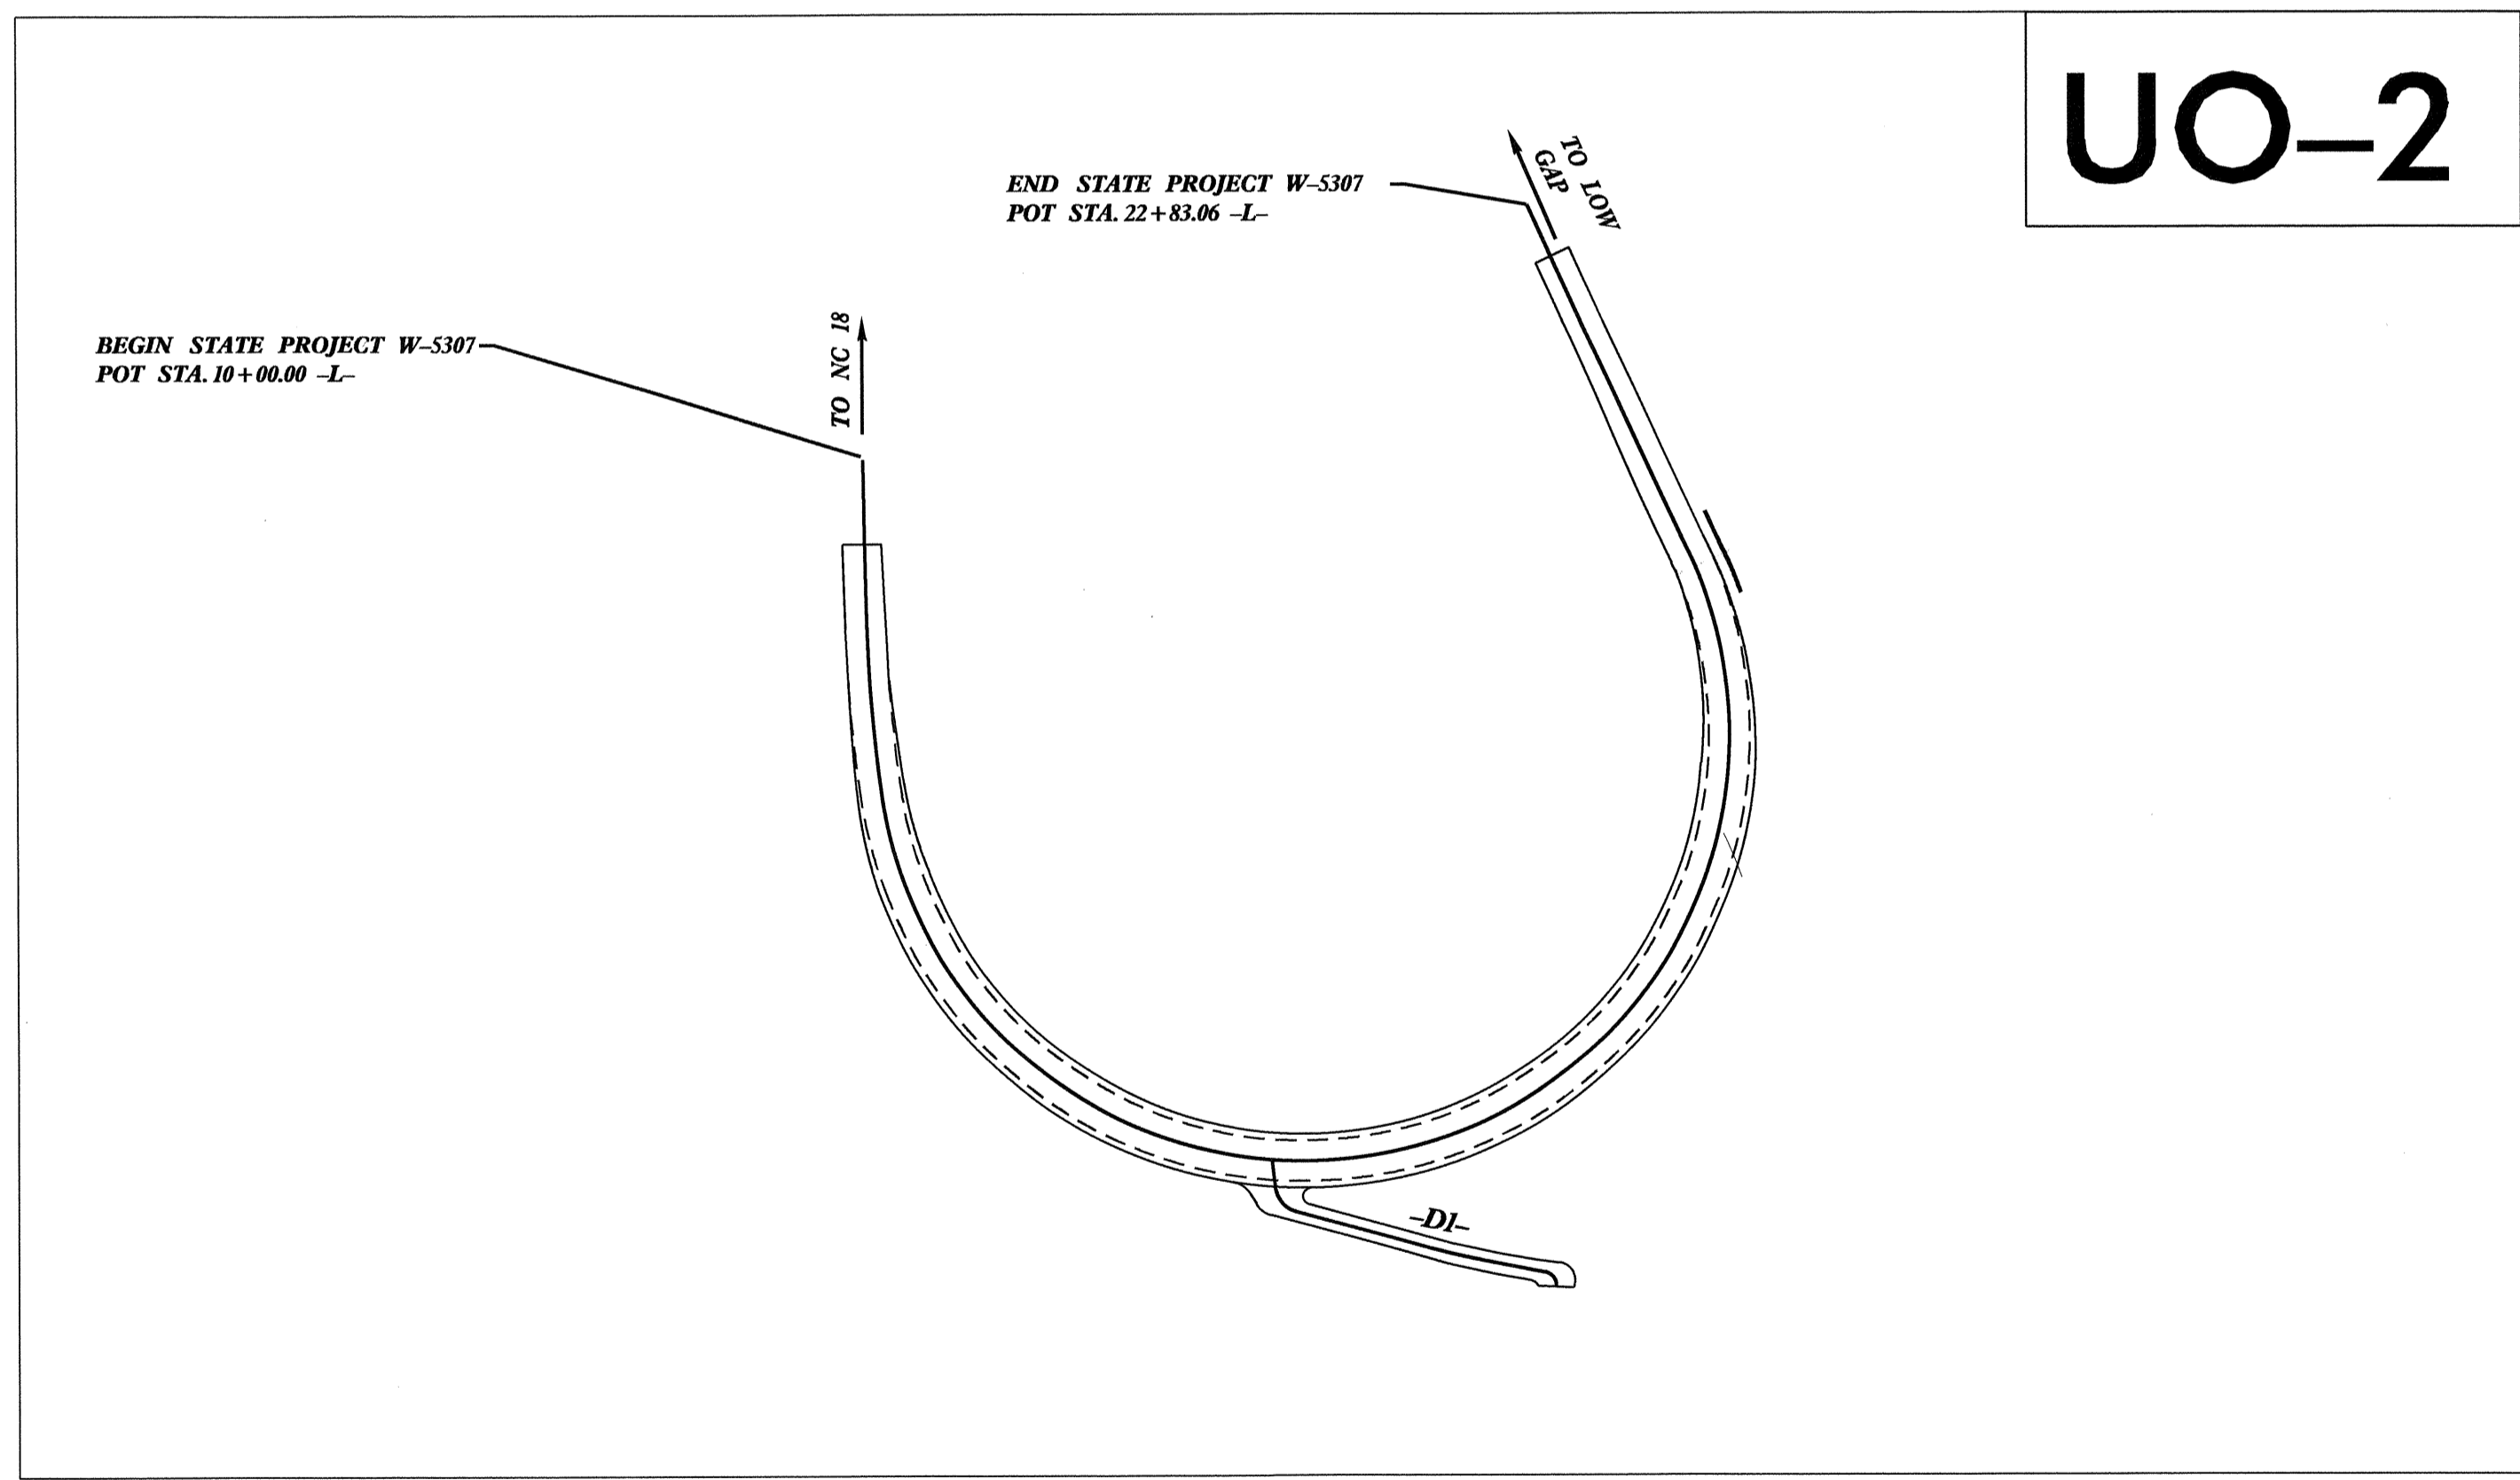 UO-2
END STATE PROJECT W-5307
POT STA. 22+83.06 -L-
TO LOW
GAP
BEGIN STATE PROJECT W-5307
POT STA. 10+00.00 -L-
TO NC 18
-D1-